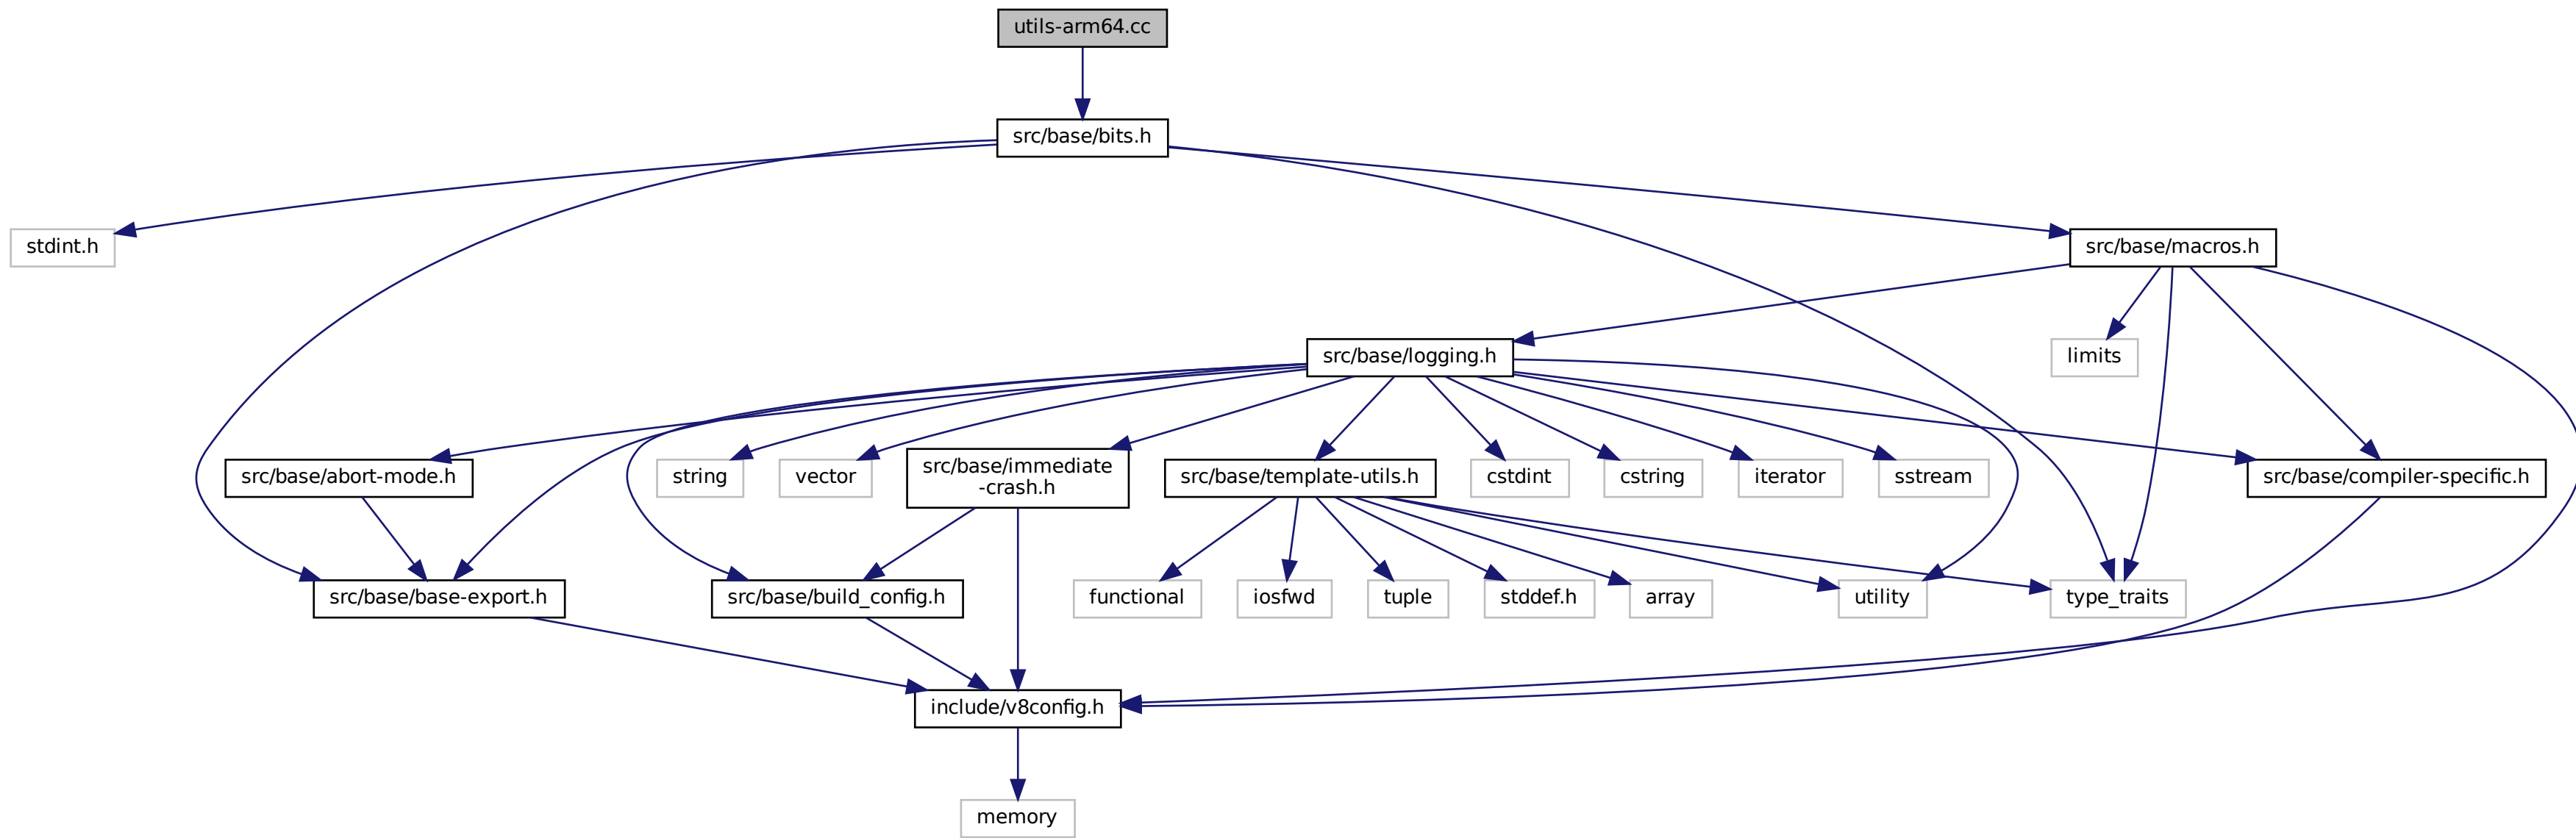 utils-arm64.cc
src/base/bits.h
stdint.h
src/base/macros.h
src/base/logging.h
limits
src/base/abort-mode.h
string
vector
src/base/immediate
-crash.h
src/base/template-utils.h
cstdint
cstring
iterator
sstream
src/base/compiler-specific.h
src/base/base-export.h
src/base/build_config.h
functional
iosfwd
tuple
stddef.h
array
utility
type_traits
include/v8config.h
memory